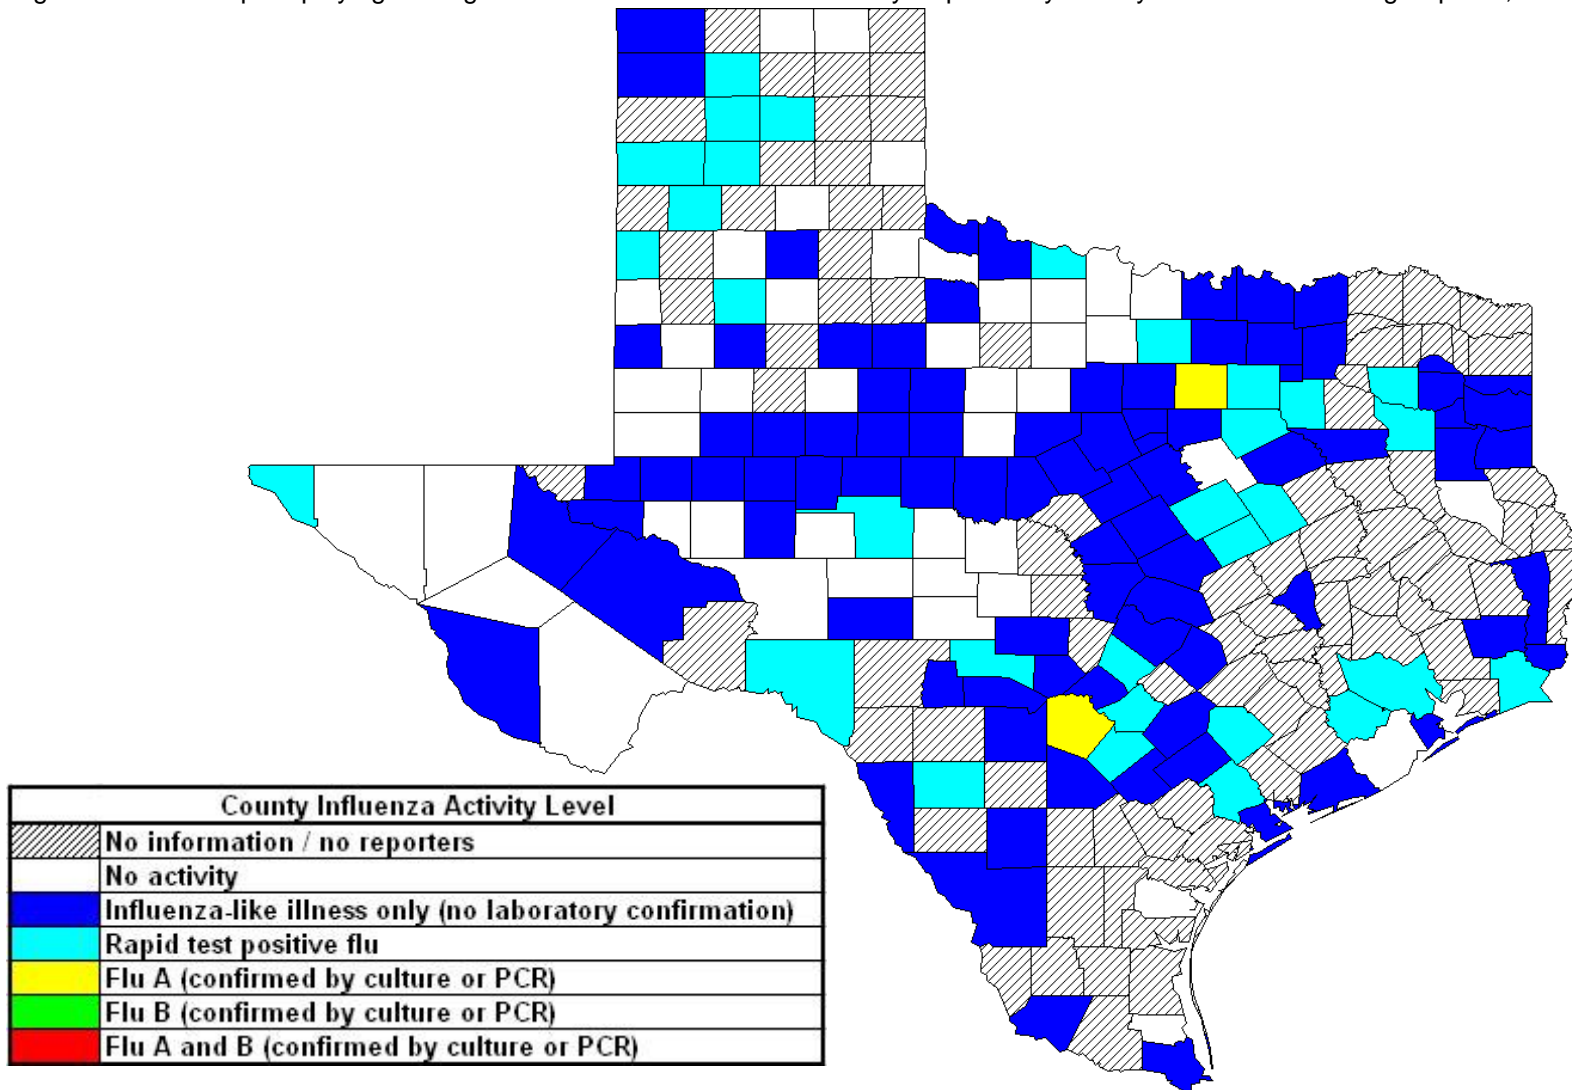 County Influenza Activity Level
No information / no reporters
No activity
Influenza-like illness only (no laboratory confirmation)
Rapid test positive flu
Flu A (confirmed by culture or PCR)
Flu B (confirmed by culture or PCR)
Flu A and B (confirmed by culture or PCR)